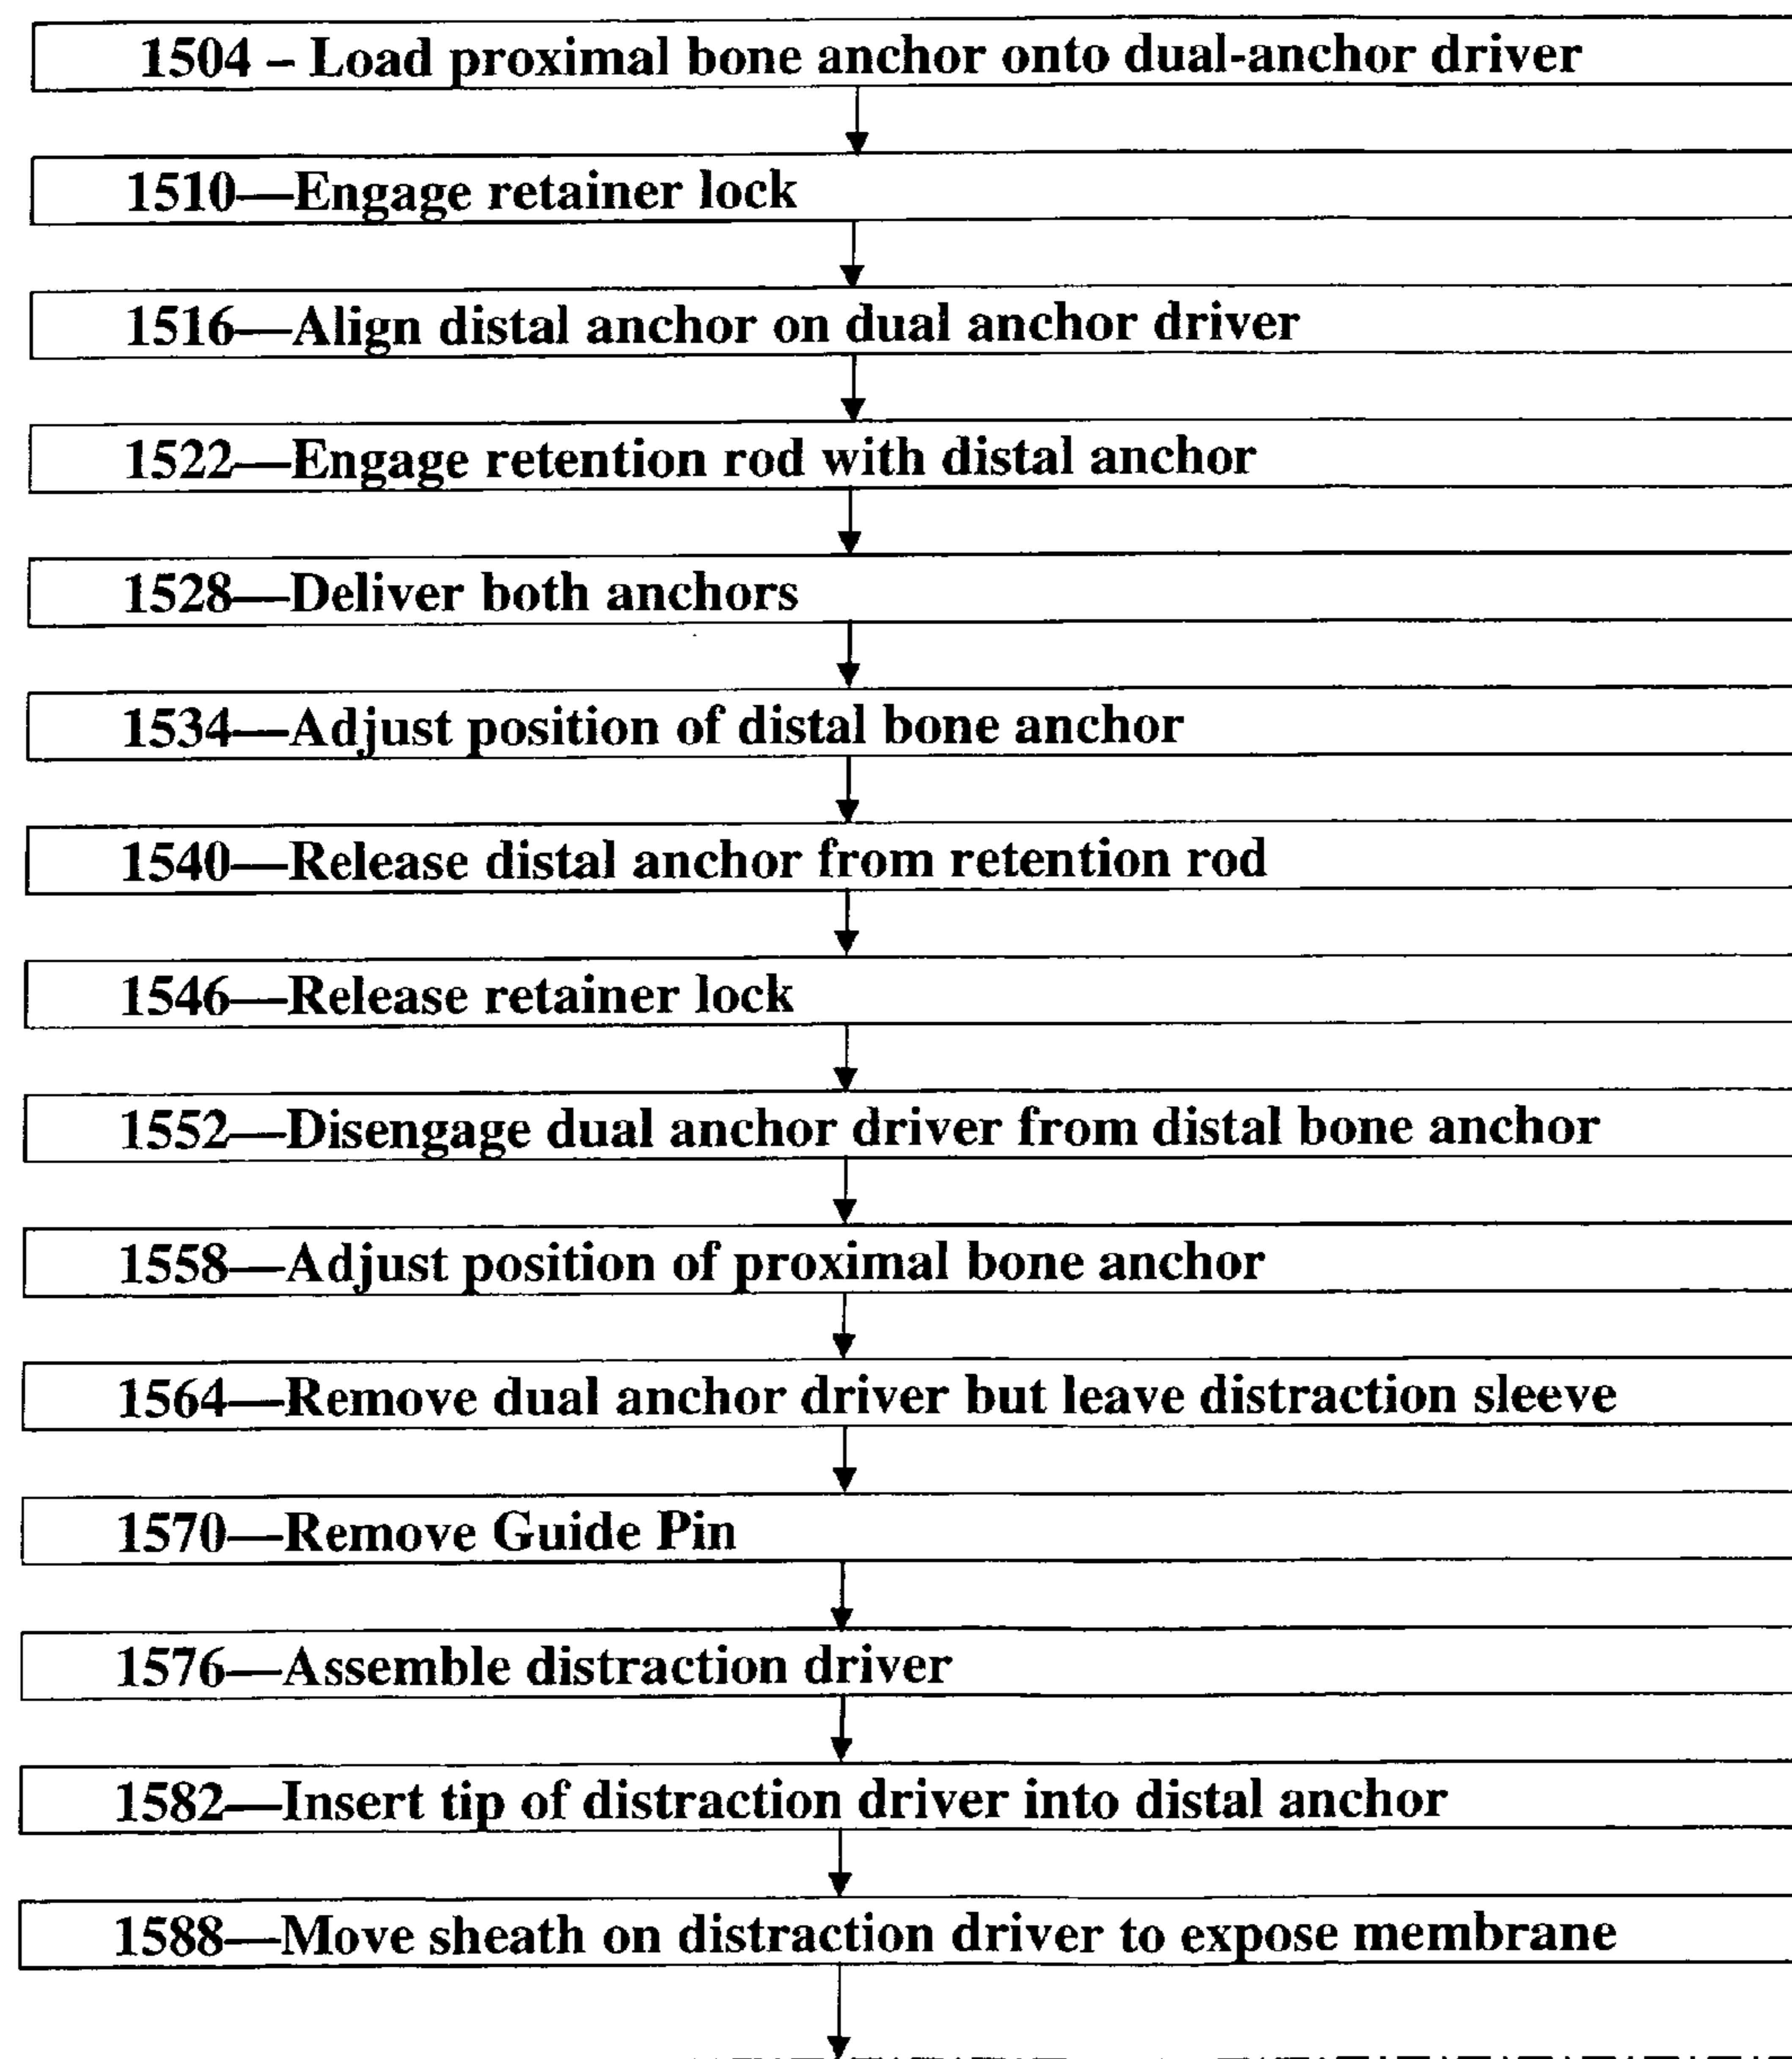 1504 – Load proximal bone anchor onto dual-anchor driver
1510—Engage retainer lock
1516—Align distal anchor on dual anchor driver
1522—Engage retention rod with distal anchor
1528—Deliver both anchors
1534—Adjust position of distal bone anchor
1540—Release distal anchor from retention rod
1546—Release retainer lock
1552—Disengage dual anchor driver from distal bone anchor
1558—Adjust position of proximal bone anchor
1564—Remove dual anchor driver but leave distraction sleeve
1570—Remove Guide Pin
1576—Assemble distraction driver
1582—Insert tip of distraction driver into distal anchor
1588—Move sheath on distraction driver to expose membrane